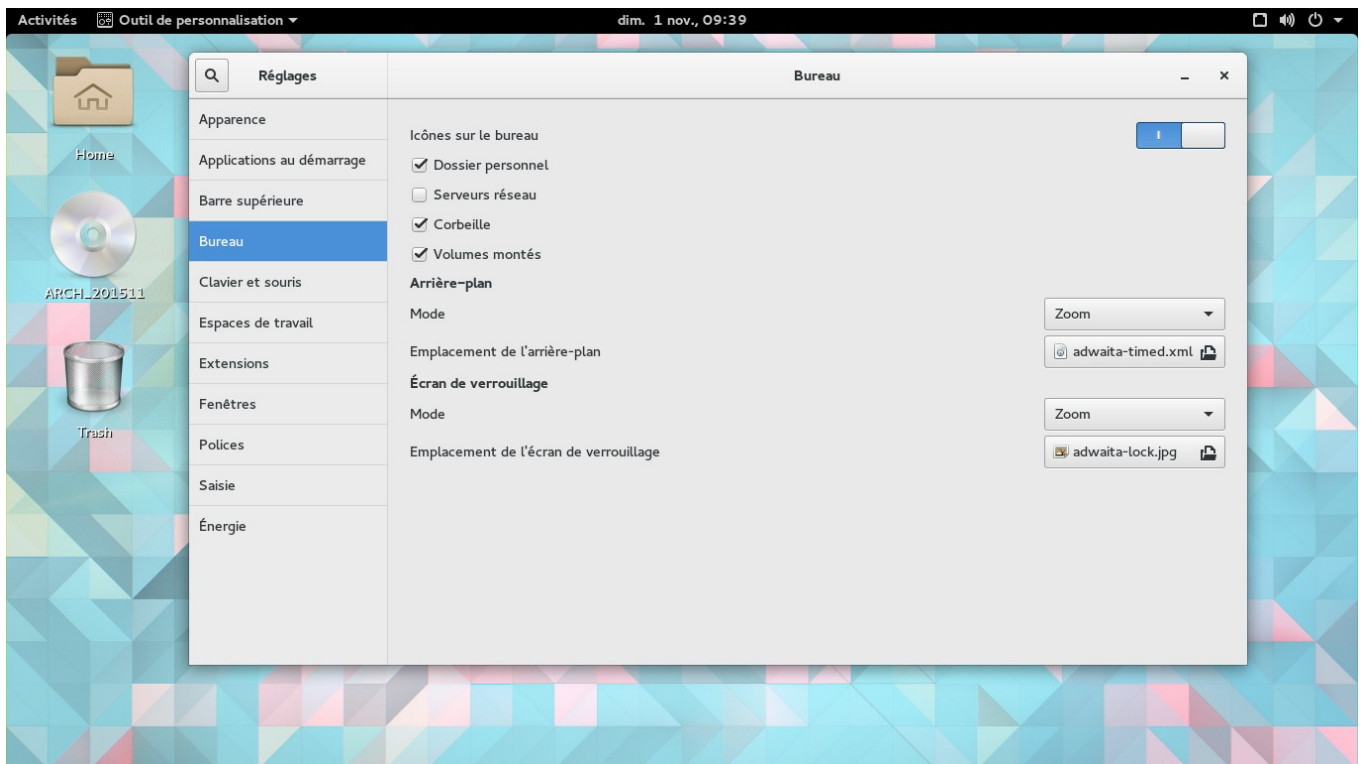 Activités Outil de personnalisation dim. 1 nov., 09:39
Home
ARCH_201511
Trash
Réglages
Apparence
Applications au démarrage
Barre supérieure
Bureau
Clavier et souris
Espaces de travail
Extensions
Fenêtres
Polices
Saisie
Énergie
Bureau
Icônes sur le bureau
Dossier personnel
Serveurs réseau
Corbeille
Volumes montés
Arrière-plan
Mode Zoom
Emplacement de l'arrière-plan adwaita-timed.xml
Écran de verrouillage
Mode Zoom
Emplacement de l'écran de verrouillage adwaita-lock.jpg